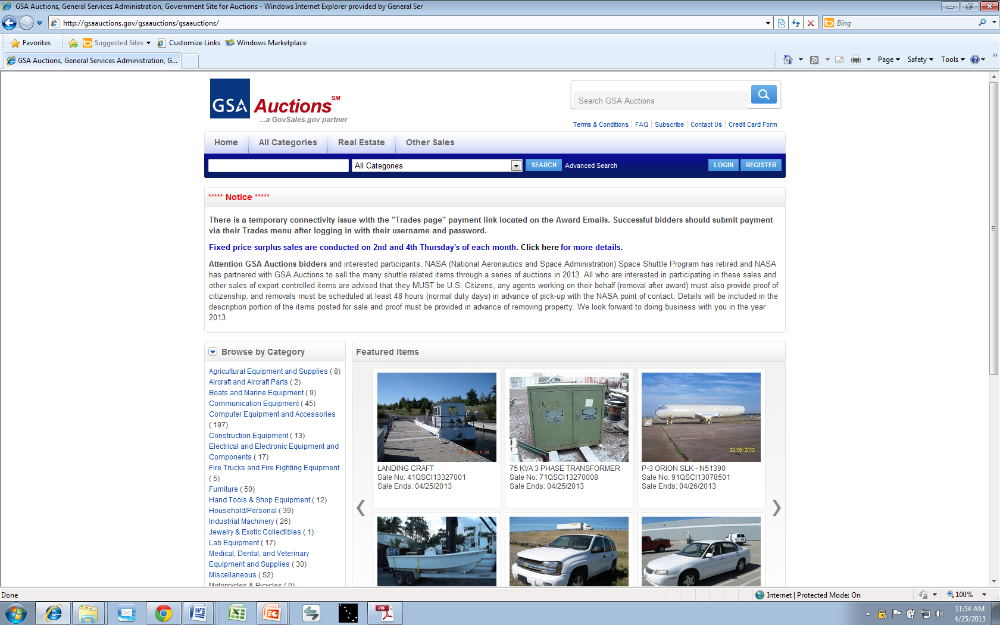 GSA Auctions, General Services Administration, Government Site for Auctions - Windows Internet Explorer provided by General Ser
http://gsaauctions.gov/gsaauctions/gsaauctions/
Bing
Favorites
Suggested Sites
Customize Links
Windows Marketplace
GSA Auctions, General Services Administration, G...
Page
Safety
Tools
GSA Auctions SM
...a GovSales.gov partner
Search GSA Auctions
Terms & Conditions
FAQ
Subscribe
Contact Us
Credit Card Form
Home
All Categories
Real Estate
Other Sales
All Categories
SEARCH
Advanced Search
LOGIN
REGISTER
***** Notice *****
There is a temporary connectivity issue with the "Trades page" payment link located on the Award Emails. Successful bidders should submit payment
via their Trades menu after logging in with their username and password.
Fixed price surplus sales are conducted on 2nd and 4th Thursday's of each month. Click here for more details.
Attention GSA Auctions bidders and interested participants. NASA (National Aeronautics and Space Administration) Space Shuttle Program has retired and NASA
has partnered with GSA Auctions to sell the many shuttle related items through a series of auctions in 2013. All who are interested in participating in these sales and
other sales of export controlled items are advised that they MUST be U.S. Citizens, any agents working on their behalf (removal after award) must also provide proof of
citizenship, and removals must be scheduled at least 48 hours (normal duty days) in advance of pick-up with the NASA point of contact. Details will be included in the
description portion of the items posted for sale and proof must be provided in advance of removing property. We look forward to doing business with you in the year
2013.
Browse by Category
Agricultural Equipment and Supplies ( 8)
Aircraft and Aircraft Parts ( 2)
Boats and Marine Equipment ( 9)
Communication Equipment ( 45)
Computer Equipment and Accessories
( 197)
Construction Equipment ( 13)
Electrical and Electronic Equipment and
Components ( 17)
Fire Trucks and Fire Fighting Equipment
( 5)
Furniture ( 50)
Hand Tools & Shop Equipment ( 12)
Household/Personal ( 39)
Industrial Machinery ( 26)
Jewelry & Exotic Collectibles ( 1)
Lab Equipment ( 17)
Medical, Dental, and Veterinary
Equipment and Supplies ( 30)
Miscellaneous ( 52)
Motorcycles & Bicycles ( 0)
Featured Items
22/06/2012
LANDING CRAFT
Sale No: 41QSCI13327001
Sale Ends: 04/25/2013
75 KVA 3 PHASE TRANSFORMER
Sale No: 71QSCI13270008
Sale Ends: 04/25/2013
P-3 ORION SLK - N51390
Sale No: 91QSCI13078501
Sale Ends: 04/26/2013
Done
Internet | Protected Mode: On
100%
PDF
11:54 AM
4/25/2013